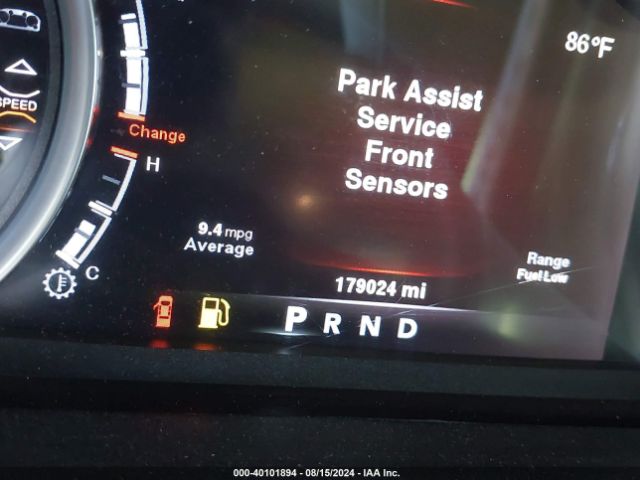 86°F
Park Assist
Service
Front
Sensors
SPEED
Change
H
9.4 mpg
Average
Range
Fuel Low
C
179024 mi
P R N D
000-40101894 - 08/15/2024 - IAA Inc.